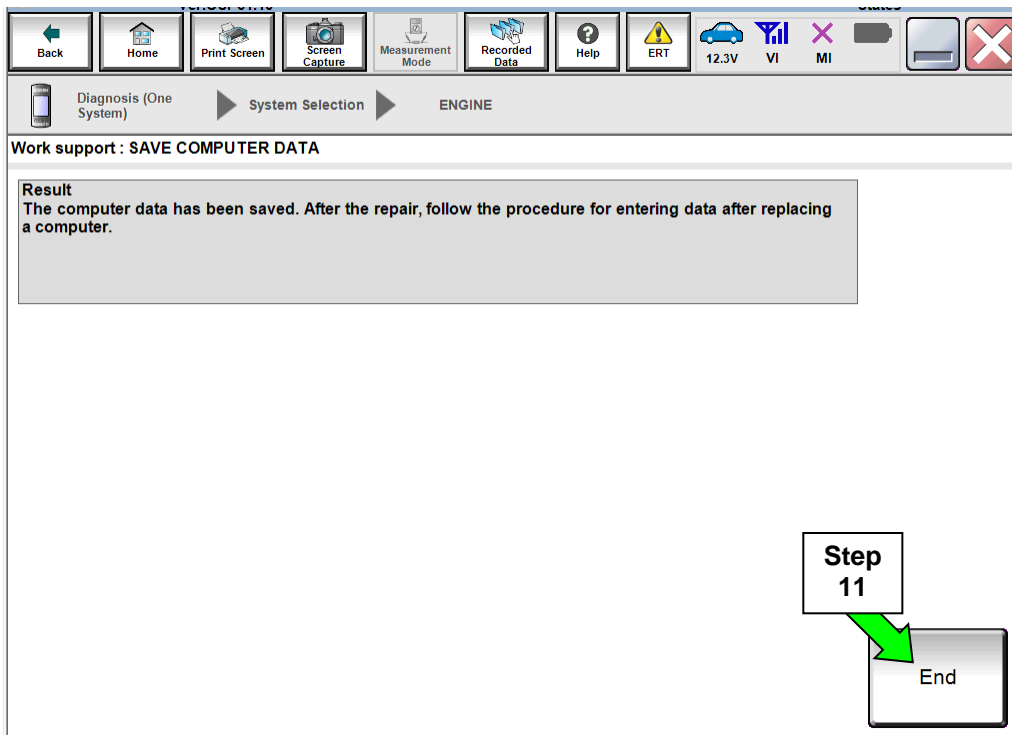 Back
Home
Print Screen
Screen
Capture
Measurement
Mode
Recorded
Data
Help
ERT
12.3V
VI
MI
Diagnosis (One
System)
System Selection
ENGINE
Work support : SAVE COMPUTER DATA
Result
The computer data has been saved. After the repair, follow the procedure for entering data after replacing
a computer.
Step
11
End